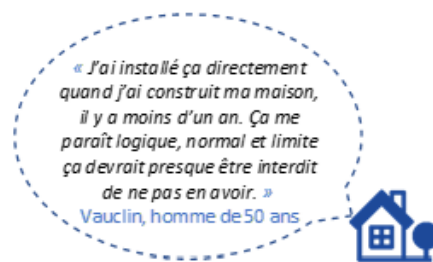 « J'ai installé ça directement
quand j'ai construit ma maison,
il y a moins d'un an. Ça me
paraît logique, normal et limite
ça devrait presque être interdit
de ne pas en avoir. »
Vauclin, homme de 50 ans